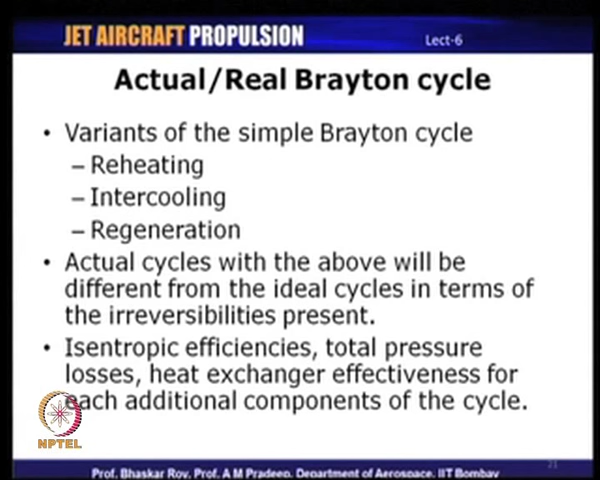 JET AIRCRAFT PROPULSION
Lect-6
Actual/Real Brayton cycle
• Variants of the simple Brayton cycle
– Reheating
– Intercooling
– Regeneration
• Actual cycles with the above will be
different from the ideal cycles in terms of
the irreversibilities present.
• Isentropic efficiencies, total pressure
losses, heat exchanger effectiveness for
each additional components of the cycle.
NPTEL
21
Prof. Bhaskar Roy, Prof. A M Pradeep, Department of Aerospace, IIT Bombay